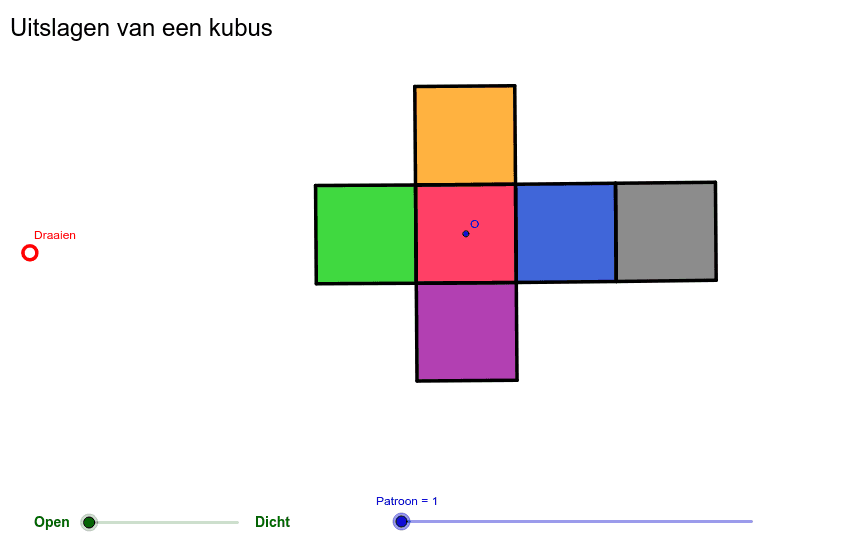 Uitslagen van een kubus
Draaien
Patroon = 1
Open
Dicht